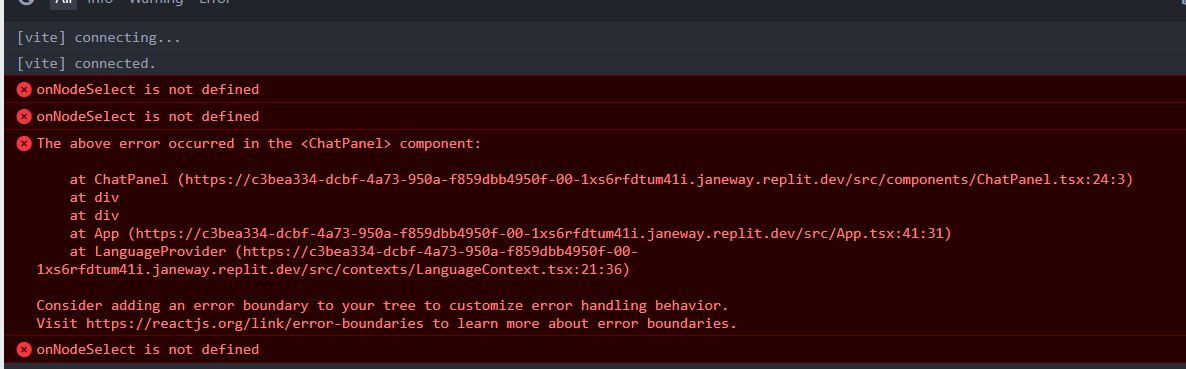 All Info Warning Error
[vite] connecting...
[vite] connected.
onNodeSelect is not defined
onNodeSelect is not defined
The above error occurred in the <ChatPanel> component:
at ChatPanel (https://c3bea334-dcbf-4a73-950a-f859dbb4950f-00-1xs6rfdtum41i.janeway.replit.dev/src/components/ChatPanel.tsx:24:3)
at div
at div
at App (https://c3bea334-dcbf-4a73-950a-f859dbb4950f-00-1xs6rfdtum41i.janeway.replit.dev/src/App.tsx:41:31)
at LanguageProvider (https://c3bea334-dcbf-4a73-950a-f859dbb4950f-00-
1xs6rfdtum41i.janeway.replit.dev/src/contexts/LanguageContext.tsx:21:36)
Consider adding an error boundary to your tree to customize error handling behavior.
Visit https://reactjs.org/link/error-boundaries to learn more about error boundaries.
onNodeSelect is not defined